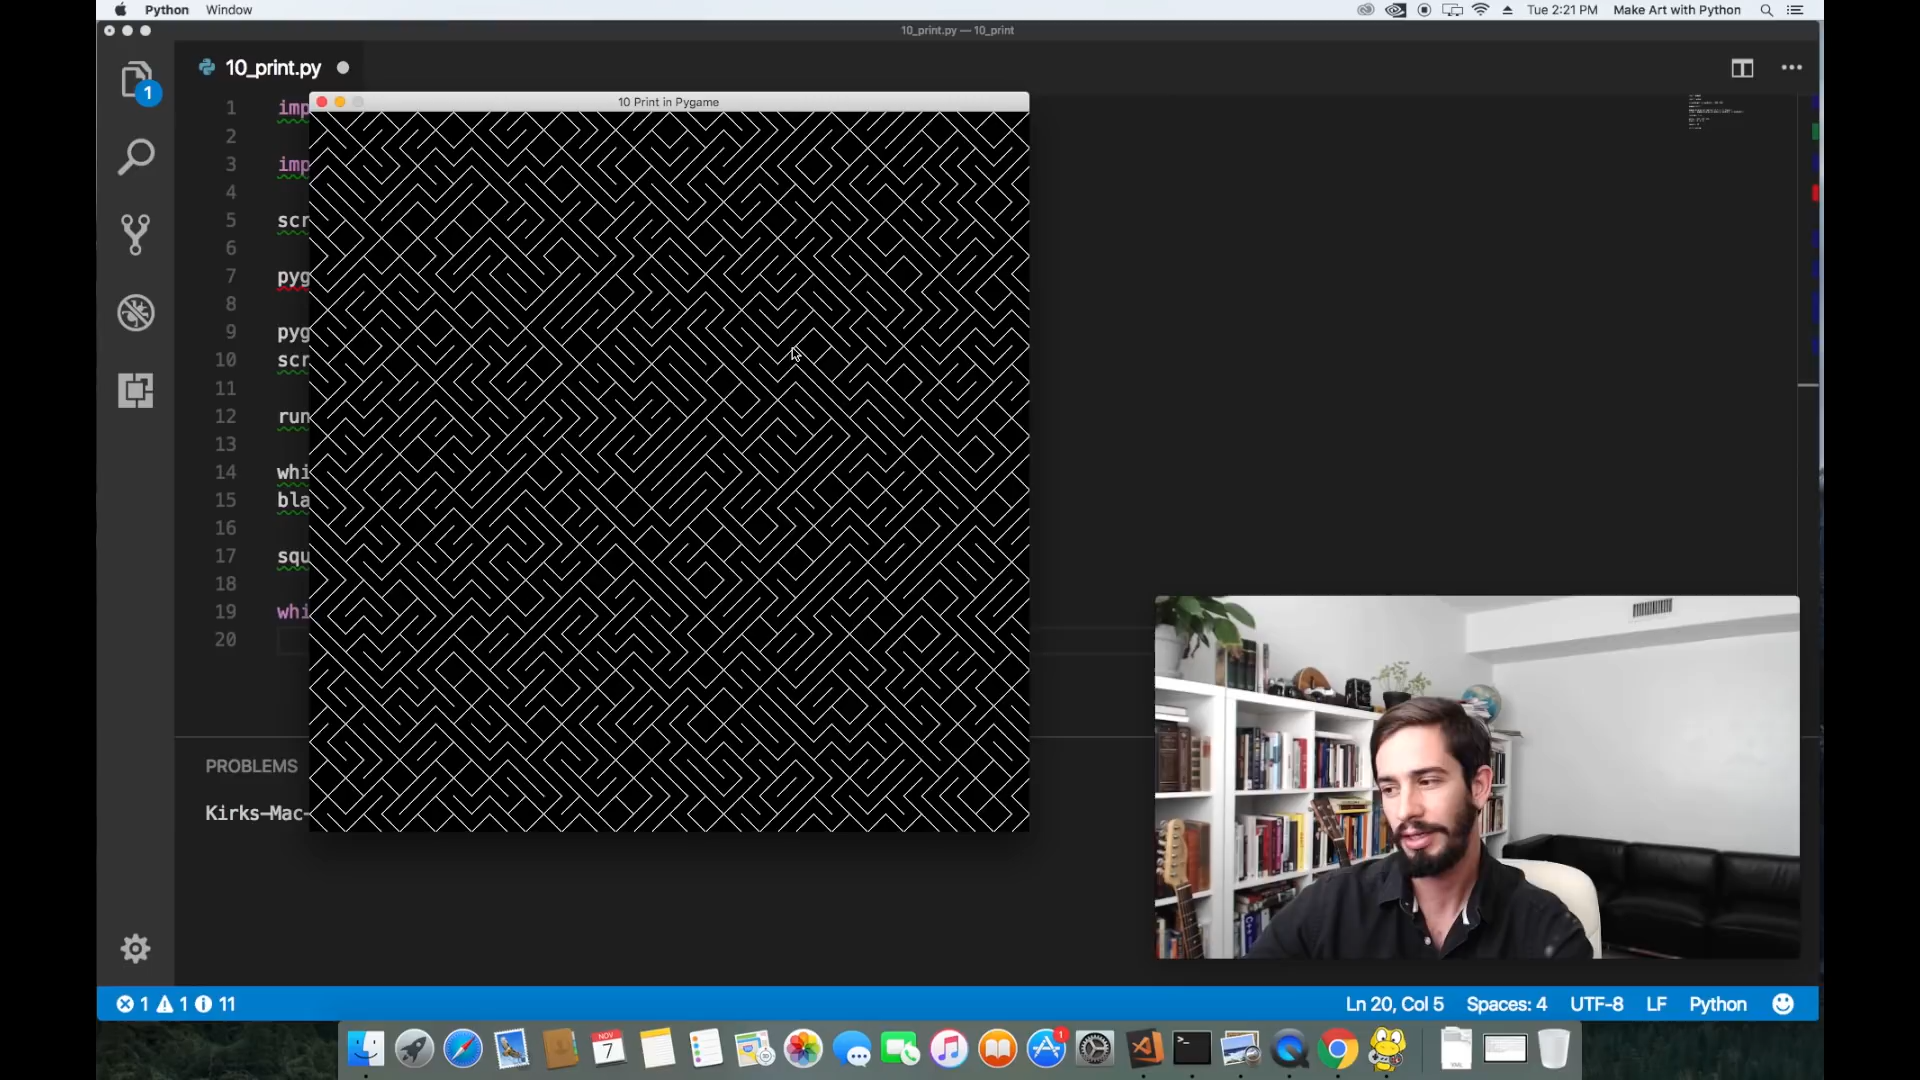 Python Window
Tue 2:21 PM Make Art with Python
10_print.py — 10_print
10_print.py
1
10 Print in Pygame
1 imp
2
3 imp
4
5 scr
6
7 pyg
8
9 pyg
10 scr
11
12 run
13
14 whi
15 bla
16
17 squ
18
19 whi
20
PROBLEMS
Kirks-Mac-
1 1 11
Ln 20, Col 5 Spaces: 4 UTF-8 LF Python
NOV
7
1